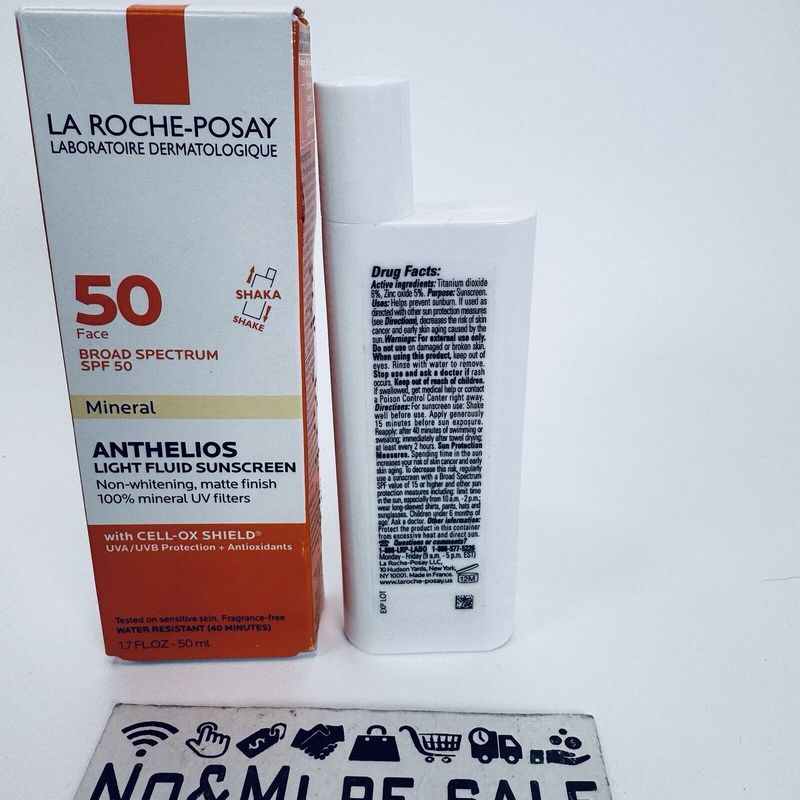 LA ROCHE-POSAY
LABORATOIRE DERMATOLOGIQUE
50
Face
BROAD SPECTRUM
SPF 50
SHAKA
SHAKE
Mineral
ANTHELIOS
LIGHT FLUID SUNSCREEN
Non-whitening, matte finish
100% mineral UV filters
with CELL-OX SHIELD®
UVA/UVB Protection + Antioxidants
Tested on sensitive skin. Fragrance-free
WATER RESISTANT (40 MINUTES)
1.7 FL.OZ - 50 ml
Drug Facts:
Active ingredients: Titanium dioxide
6%, Zinc oxide 5%. Purpose: Sunscreen.
Uses: Helps prevent sunburn. If used as
directed with other sun protection measures
(see Directions), decreases the risk of skin
cancer and early skin aging caused by the
sun. Warnings: For external use only.
Do not use on damaged or broken skin.
When using this product, keep out of
eyes. Rinse with water to remove.
Stop use and ask a doctor if rash
occurs. Keep out of reach of children.
If swallowed, get medical help or contact
a Poison Control Center right away.
Directions: For sunscreen use: Shake
well before use. Apply generously
15 minutes before sun exposure.
Reapply: after 40 minutes of swimming or
sweating; immediately after towel drying;
at least every 2 hours. Sun Protection
Measures. Spending time in the sun
increases your risk of skin cancer and early
skin aging. To decrease this risk, regularly
use a sunscreen with a Broad Spectrum
SPF value of 15 or higher and other sun
protection measures including: limit time
in the sun, especially from 10 a.m. - 2 p.m.;
wear long-sleeved shirts, pants, hats and
sunglasses. Children under 6 months of
age: Ask a doctor. Other information:
Protect the product in this container
from excessive heat and direct sun.
Questions or comments?
1-888-LRP-LABO 1-888-577-5226
Monday - Friday (9 a.m. - 5 p.m. EST)
La Roche-Posay LLC,
10 Hudson Yards, New York,
NY 10001. Made in France.
www.laroche-posay.us
12M
EXP LOT
No&Mi RE SALE